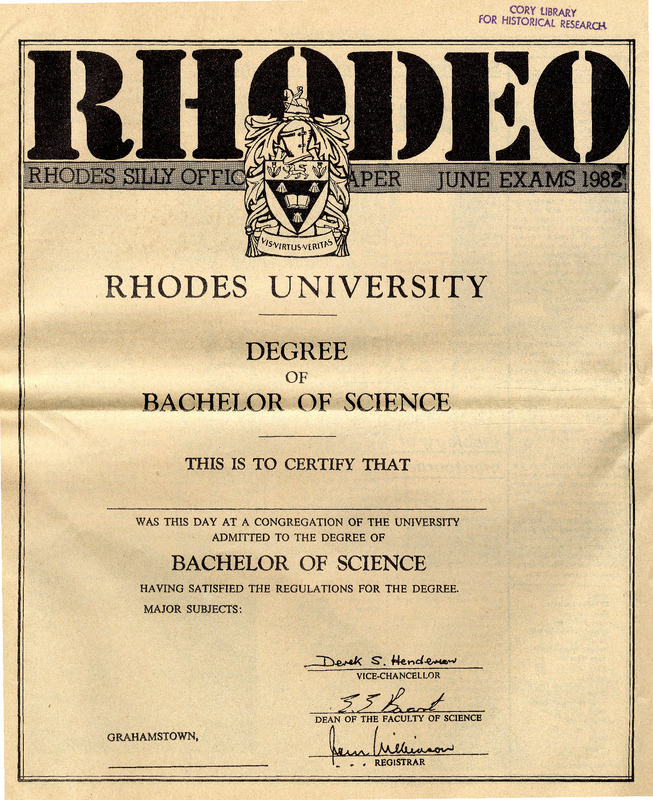 CORY LIBRARY
FOR HISTORICAL RESEARCH
RHODEO
RHODES SILLY OFFIC APER JUNE EXAMS 1982
VIS·VIRTUS·VERITAS
RHODES UNIVERSITY
DEGREE
OF
BACHELOR OF SCIENCE
THIS IS TO CERTIFY THAT
WAS THIS DAY AT A CONGREGATION OF THE UNIVERSITY
ADMITTED TO THE DEGREE OF
BACHELOR OF SCIENCE
HAVING SATISFIED THE REGULATIONS FOR THE DEGREE.
MAJOR SUBJECTS:
Derek S. Henderson
VICE-CHANCELLOR
DEAN OF THE FACULTY OF SCIENCE
GRAHAMSTOWN,
REGISTRAR